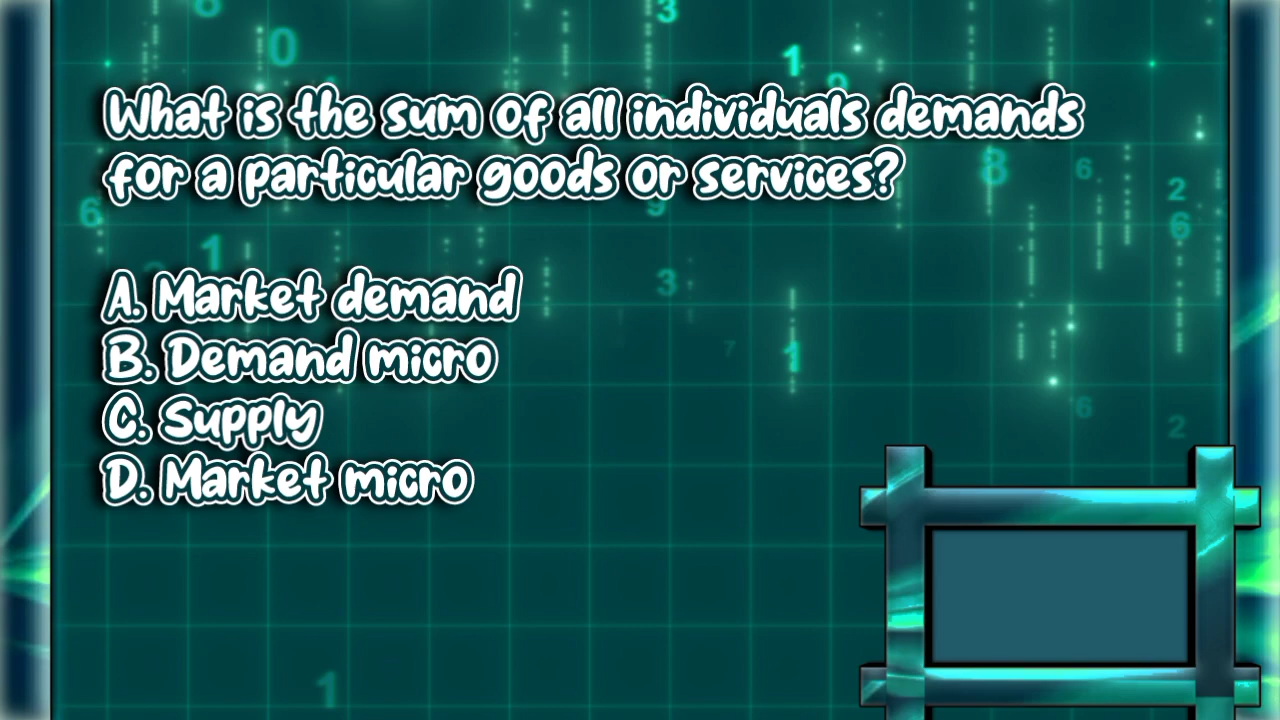 What is the sum of all individuals demands
for a particular goods or services?
A. Market demand
B. Demand micro
C. Supply
D. Market micro